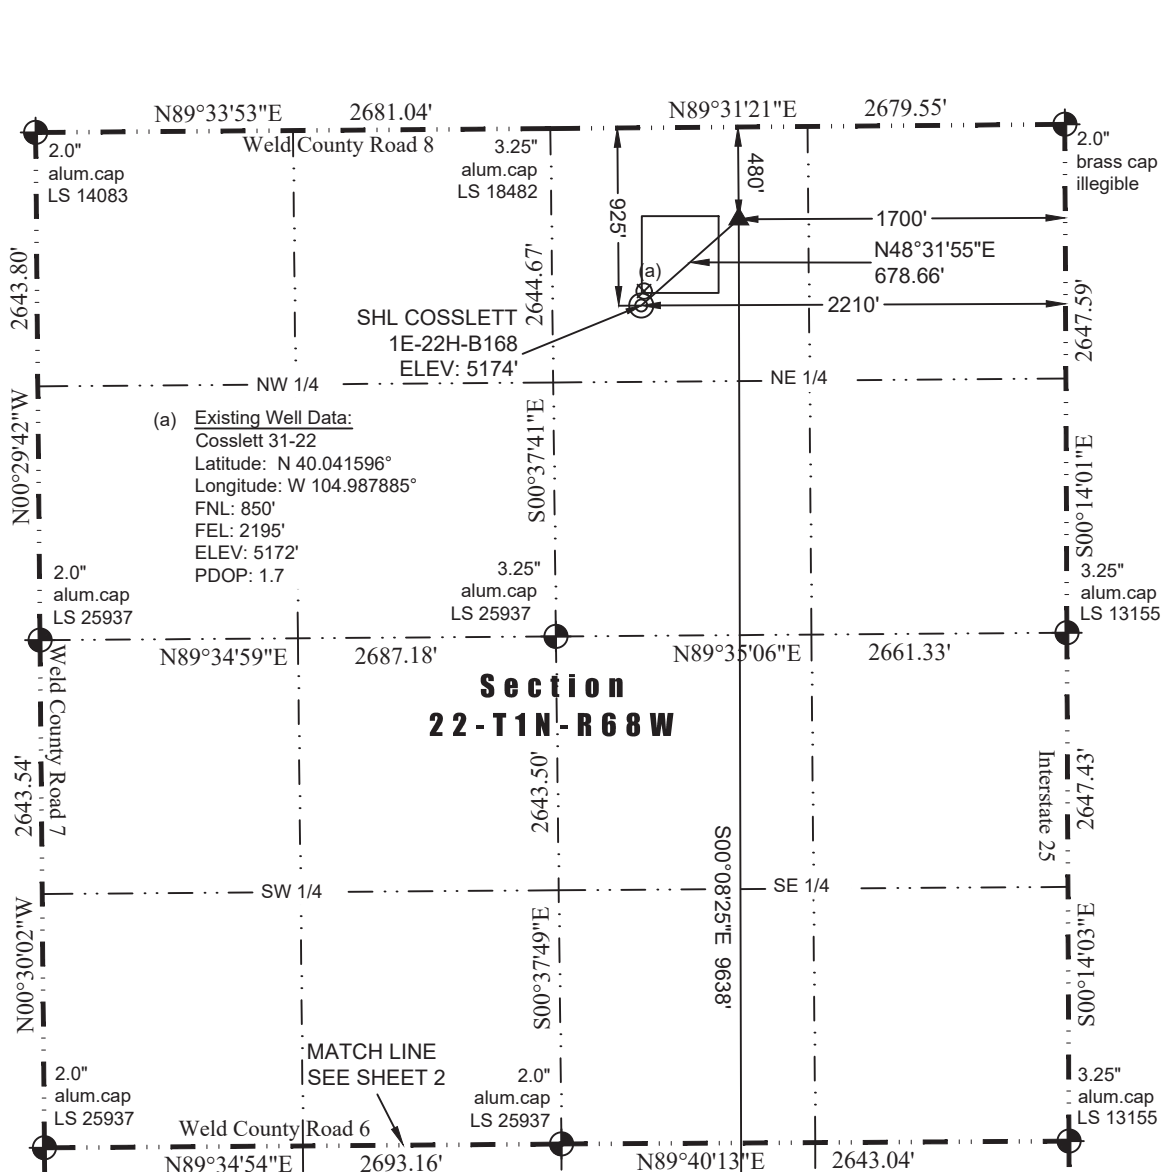 N89°33'53"E 2681.04'
N89°31'21"E 2679.55'
Weld County Road 8
2.0"
alum.cap
LS 14083
3.25"
alum.cap
LS 18482
2.0"
brass cap
illegible
480'
925'
1700'
N48°31'55"E
678.66'
(a)
2210'
SHL COSSLETT
1E-22H-B168
ELEV: 5174'
2643.80'
2644.67'
2647.59'
NW 1/4
NE 1/4
(a) Existing Well Data:
Cosslett 31-22
Latitude: N 40.041596°
Longitude: W 104.987885°
FNL: 850'
FEL: 2195'
ELEV: 5172'
PDOP: 1.7
N00°29'42"W
S00°37'41"E
S00°14'01"E
2.0"
alum.cap
LS 25937
3.25"
alum.cap
LS 25937
3.25"
alum.cap
LS 13155
N89°34'59"E 2687.18'
N89°35'06"E 2661.33'
Section
22-T1N-R68W
Weld County Road 7
2643.54'
2643.50'
Interstate 25
2647.43'
S00°08'25"E 9638'
SW 1/4
SE 1/4
N00°30'02"W
S00°37'49"E
S00°14'03"E
MATCH LINE
SEE SHEET 2
2.0"
alum.cap
LS 25937
2.0"
alum.cap
LS 25937
3.25"
alum.cap
LS 13155
Weld County Road 6
N89°34'54"E 2693.16'
N89°40'13"E 2643.04'